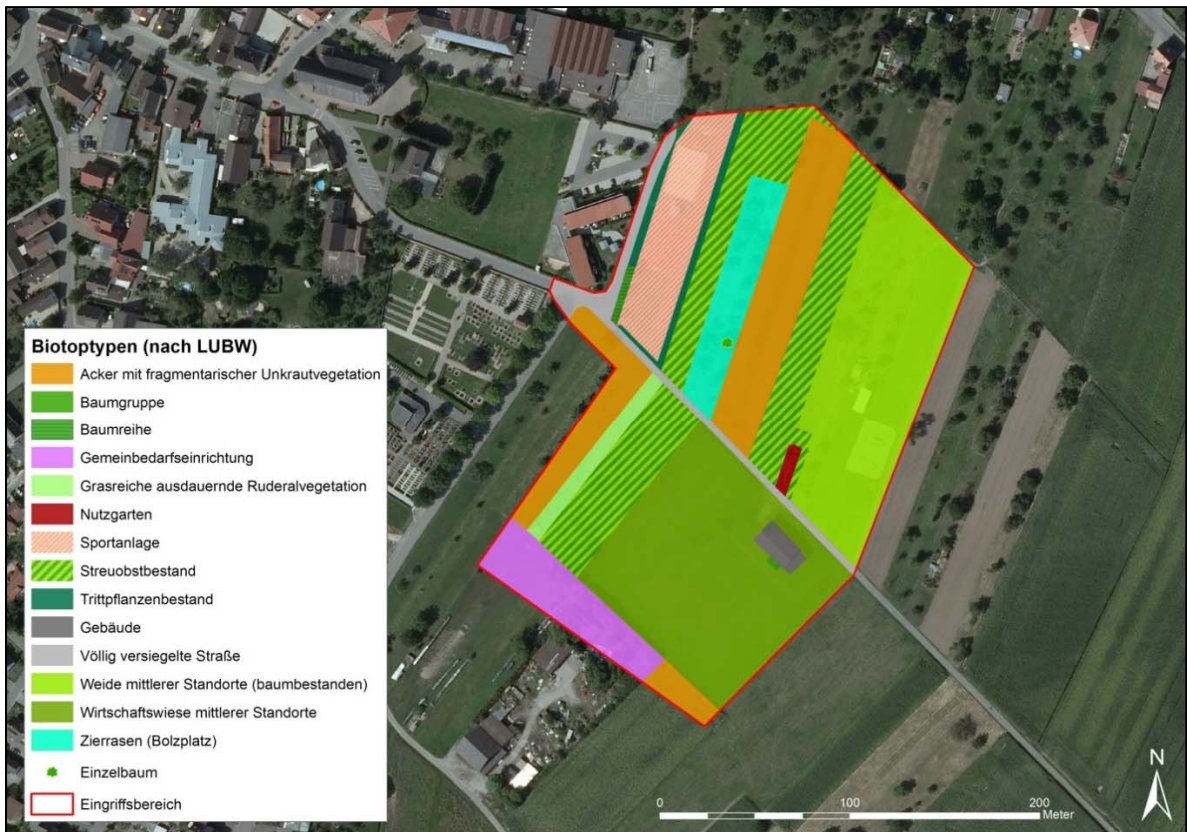 Biotoptypen (nach LUBW)
Acker mit fragmentarischer Unkrautvegetation
Baumgruppe
Baumreihe
Gemeinbedarfseinrichtung
Grasreiche ausdauernde Ruderalvegetation
Nutzgarten
Sportanlage
Streuobstbestand
Trittpflanzenbestand
Gebäude
Völlig versiegelte Straße
Weide mittlerer Standorte (baumbestanden)
Wirtschaftswiese mittlerer Standorte
Zierrasen (Bolzplatz)
Einzelbaum
Eingriffsbereich
0 100 200
Meter
N